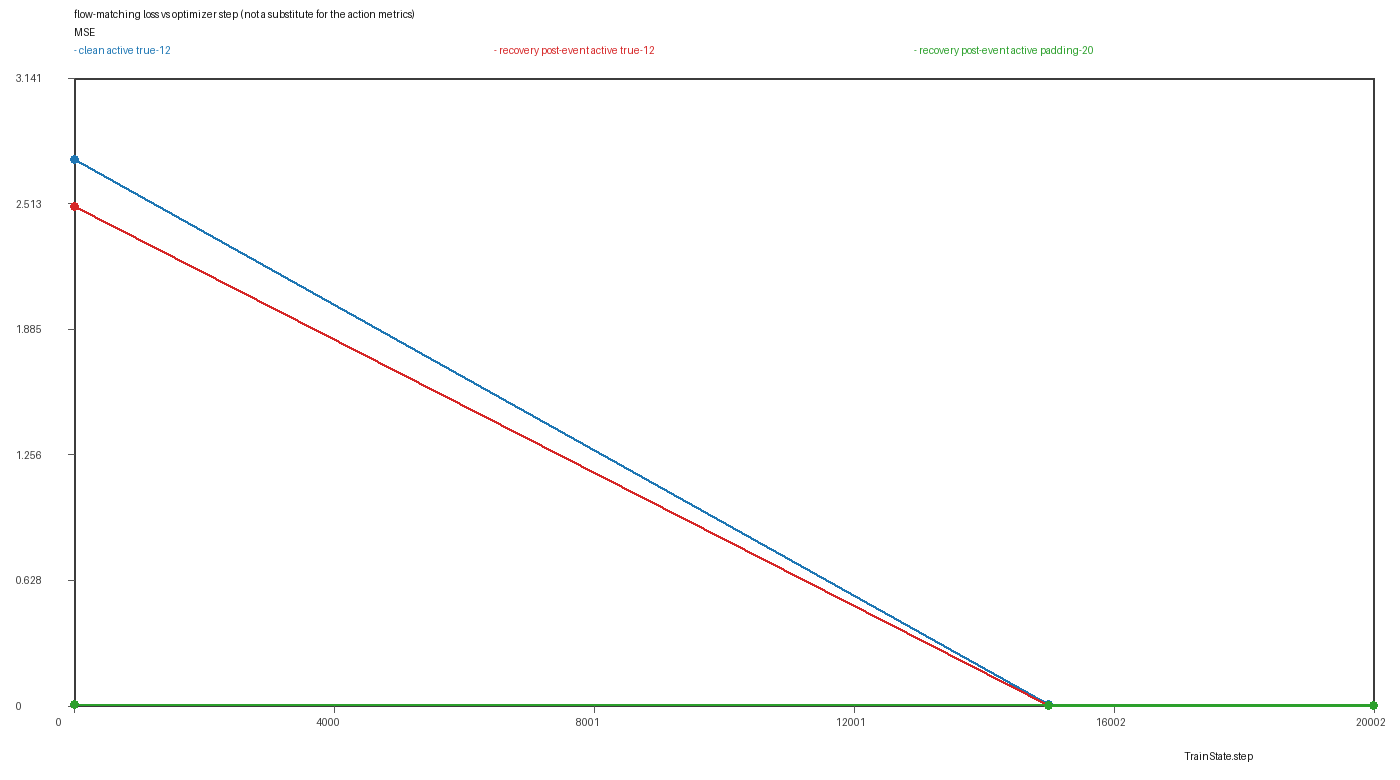 flow-matching loss vs optimizer step (not a substitute for the action metrics)
MSE
- clean active true-12 - recovery post-event active true-12 - recovery post-event active padding-20
3.141
2.513
1.885
1.256
0.628
0
0 4000 8001 12001 16002 20002
TrainState.step